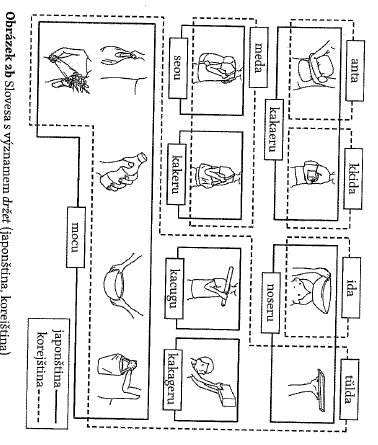 anta
kkida
ida
tŭlda
kakaeru
noseru
meda
seou
kakeru
kacugu
kakageru
mocu
japonština
korejština
Obrázek 2b Slovesa s významem držet (japonština, korejština)